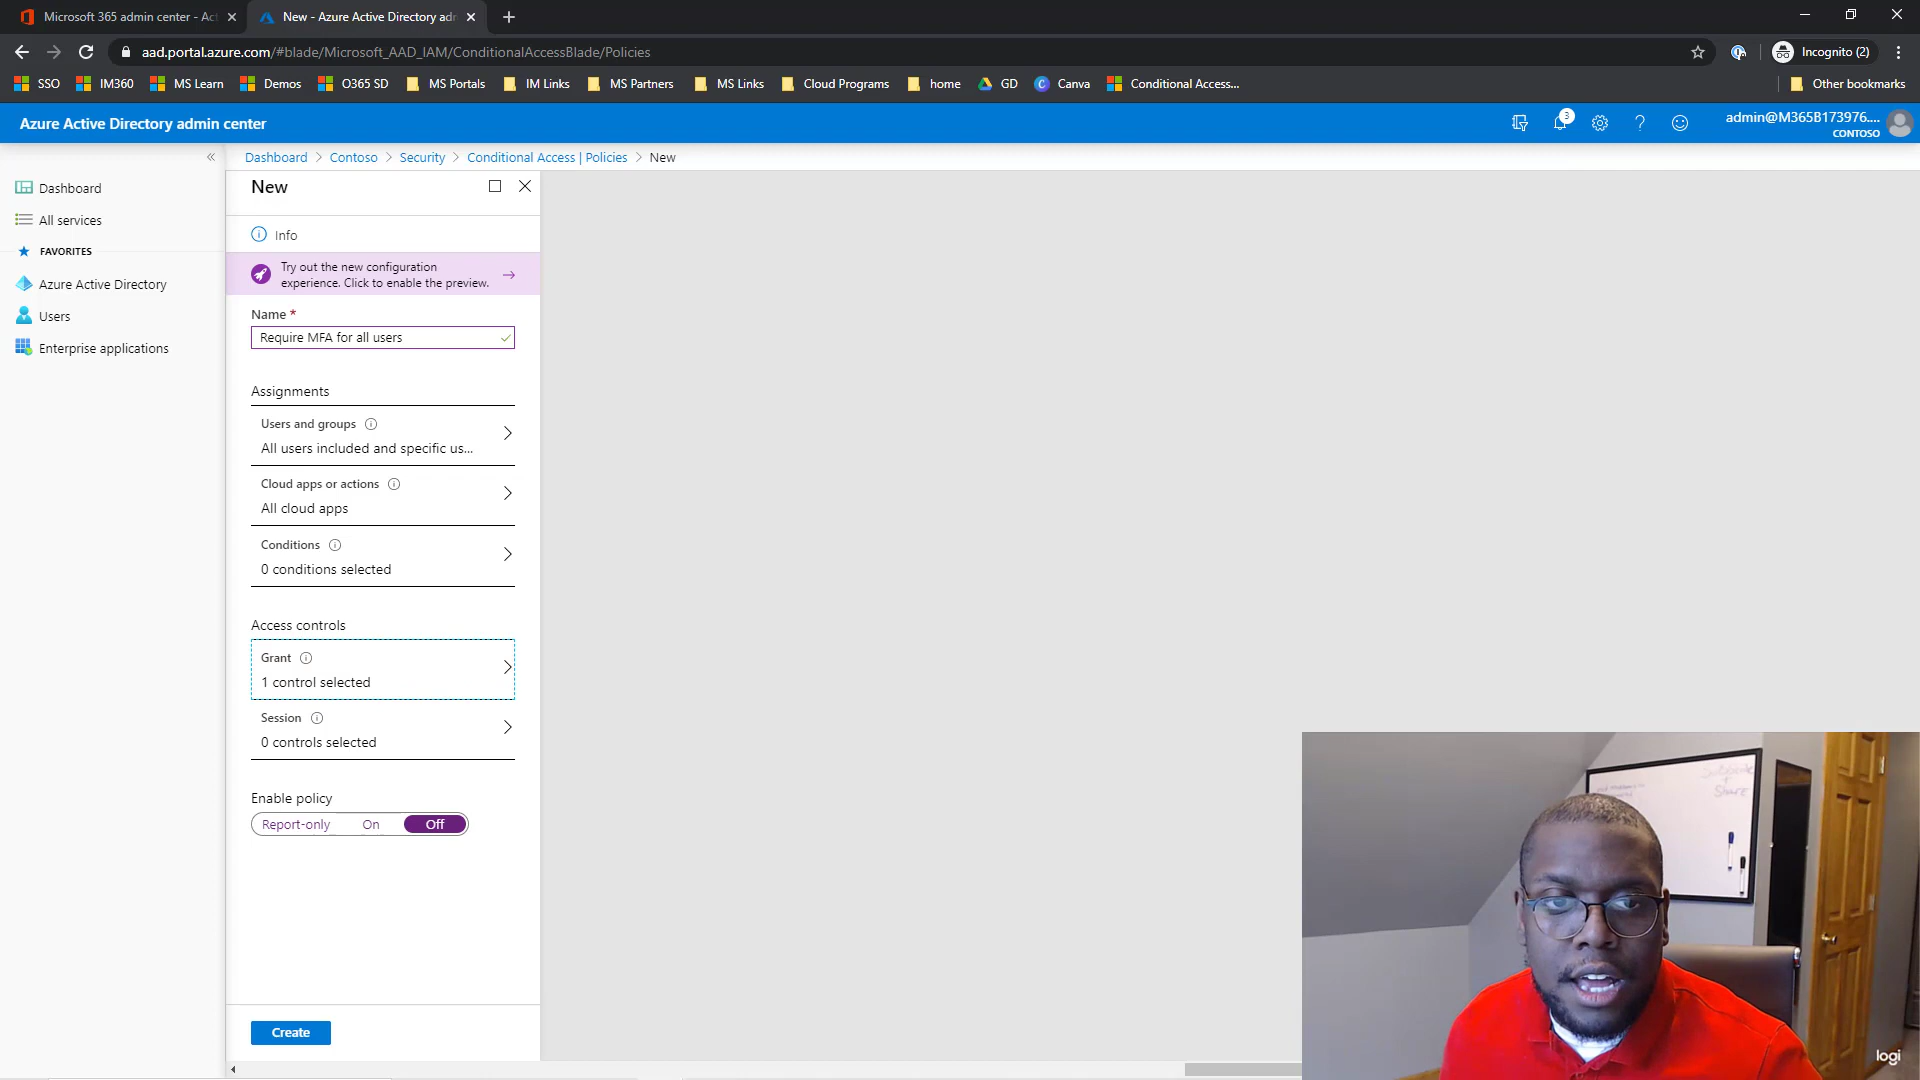 Microsoft 365 admin center - Act
New - Azure Active Directory adm
aad.portal.azure.com/#blade/Microsoft_AAD_IAM/ConditionalAccessBlade/Policies
Incognito (2)
SSO
IM360
MS Learn
Demos
O365 SD
MS Portals
IM Links
MS Partners
MS Links
Cloud Programs
home
GD
Canva
Conditional Access...
Other bookmarks
Azure Active Directory admin center
3
admin@M365B173976....
CONTOSO
Dashboard > Contoso > Security > Conditional Access | Policies > New
Dashboard
All services
FAVORITES
Azure Active Directory
Users
Enterprise applications
New
Info
Try out the new configuration
experience. Click to enable the preview.
Name *
Require MFA for all users
Assignments
Users and groups
All users included and specific us...
Cloud apps or actions
All cloud apps
Conditions
0 conditions selected
Access controls
Grant
1 control selected
Session
0 controls selected
Enable policy
Report-only On Off
Create
SHARE
logi